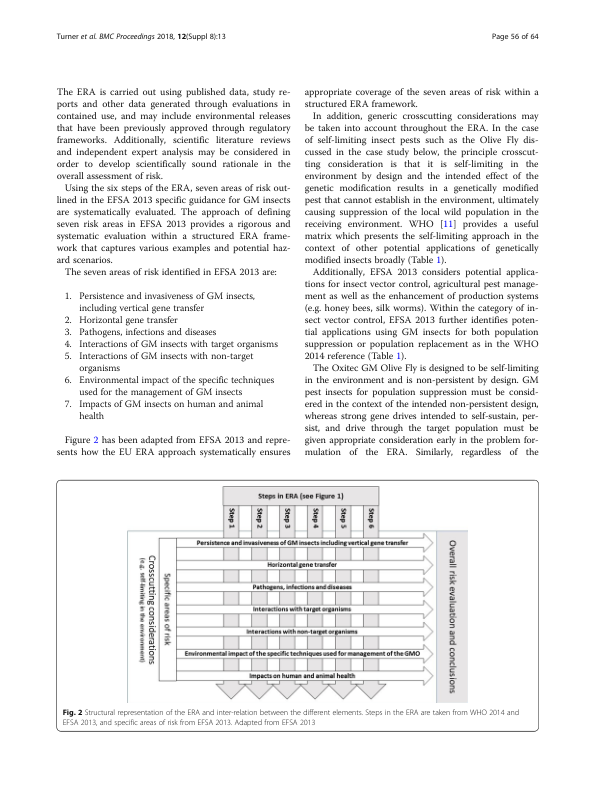 Turner et al. BMC Proceedings 2018, 12(Suppl 8):13
Page 56 of 64
The ERA is carried out using published data, study re-
ports and other data generated through evaluations in
contained use, and may include environmental releases
that have been previously approved through regulatory
frameworks. Additionally, scientific literature reviews
and independent expert analysis may be considered in
order to develop scientifically sound rationale in the
overall assessment of risk.
Using the six steps of the ERA, seven areas of risk out-
lined in the EFSA 2013 specific guidance for GM insects
are systematically evaluated. The approach of defining
seven risk areas in EFSA 2013 provides a rigorous and
systematic evaluation within a structured ERA frame-
work that captures various examples and potential haz-
ard scenarios.
The seven areas of risk identified in EFSA 2013 are:
1. Persistence and invasiveness of GM insects,
including vertical gene transfer
2. Horizontal gene transfer
3. Pathogens, infections and diseases
4. Interactions of GM insects with target organisms
5. Interactions of GM insects with non-target
organisms
6. Environmental impact of the specific techniques
used for the management of GM insects
7. Impacts of GM insects on human and animal
health
Figure 2 has been adapted from EFSA 2013 and repre-
sents how the EU ERA approach systematically ensures
appropriate coverage of the seven areas of risk within a
structured ERA framework.
In addition, generic crosscutting considerations may
be taken into account throughout the ERA. In the case
of self-limiting insect pests such as the Olive Fly dis-
cussed in the case study below, the principle crosscut-
ting consideration is that it is self-limiting in the
environment by design and the intended effect of the
genetic modification results in a genetically modified
pest that cannot establish in the environment, ultimately
causing suppression of the local wild population in the
receiving environment. WHO [11] provides a useful
matrix which presents the self-limiting approach in the
context of other potential applications of genetically
modified insects broadly (Table 1).
Additionally, EFSA 2013 considers potential applica-
tions for insect vector control, agricultural pest manage-
ment as well as the enhancement of production systems
(e.g. honey bees, silk worms). Within the category of in-
sect vector control, EFSA 2013 further identifies poten-
tial applications using GM insects for both population
suppression or population replacement as in the WHO
2014 reference (Table 1).
The Oxitec GM Olive Fly is designed to be self-limiting
in the environment and is non-persistent by design. GM
pest insects for population suppression must be consid-
ered in the context of the intended non-persistent design,
whereas strong gene drives intended to self-sustain, per-
sist, and drive through the target population must be
given appropriate consideration early in the problem for-
mulation of the ERA. Similarly, regardless of the
Steps in ERA (see Figure 1)
Step 1
Step 2
Step 3
Step 4
Step 5
Step 6
Crosscutting considerations
(e.g. self-limiting in the environment)
Specific areas of risk
Persistence and invasiveness of GM insects including vertical gene transfer
Horizontal gene transfer
Pathogens, infections and diseases
Interactions with target organisms
Interactions with non-target organisms
Environmental impact of the specific techniques used for management of the GMO
Impacts on human and animal health
Overall risk evaluation and conclusions
Fig. 2 Structural representation of the ERA and inter-relation between the different elements. Steps in the ERA are taken from WHO 2014 and
EFSA 2013, and specific areas of risk from EFSA 2013. Adapted from EFSA 2013